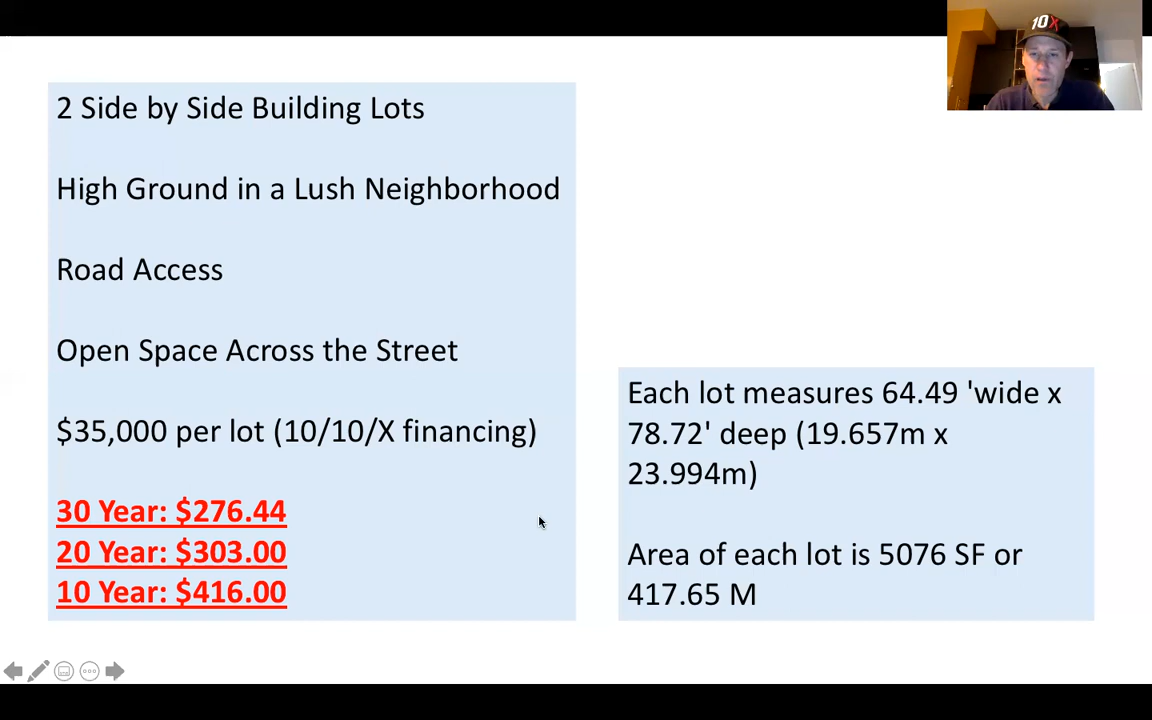 10X
2 Side by Side Building Lots
High Ground in a Lush Neighborhood
Road Access
Open Space Across the Street
$35,000 per lot (10/10/X financing)
30 Year: $276.44
20 Year: $303.00
10 Year: $416.00
Each lot measures 64.49 'wide x
78.72' deep (19.657m x
23.994m)
Area of each lot is 5076 SF or
417.65 M